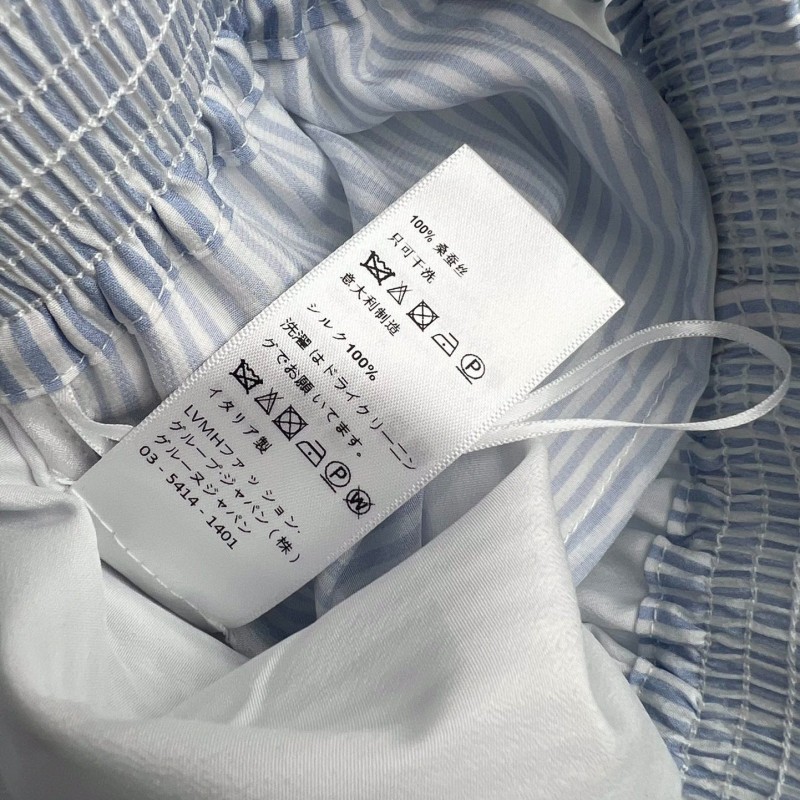 100% 桑蚕丝
只可干洗
P
意大利制造
シルク100%
洗濯はドライクリーニン
グでお願いてます。
P W
イタリア製
LVMHファッション.
グループ.ジャパン(株)
グルーヌジャパン
03-5414-1401